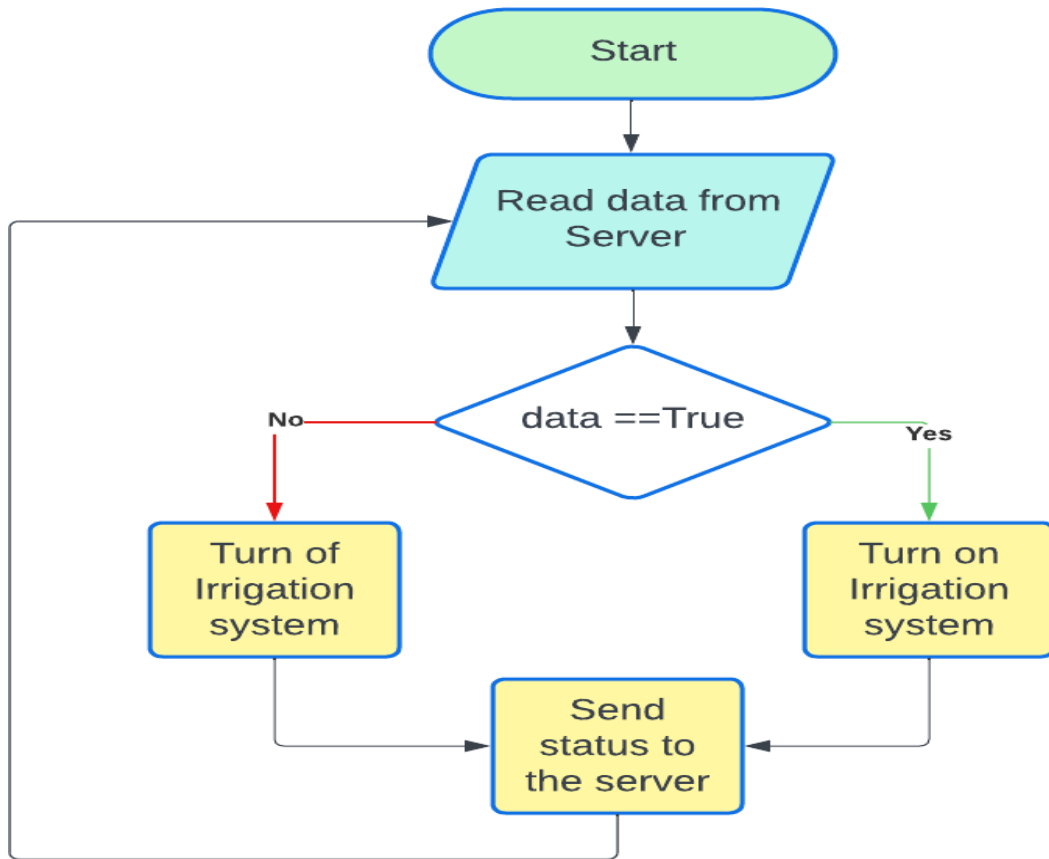 Start
Read data from
Server
data ==True
No
Yes
Turn of
Irrigation
system
Turn on
Irrigation
system
Send
status to
the server